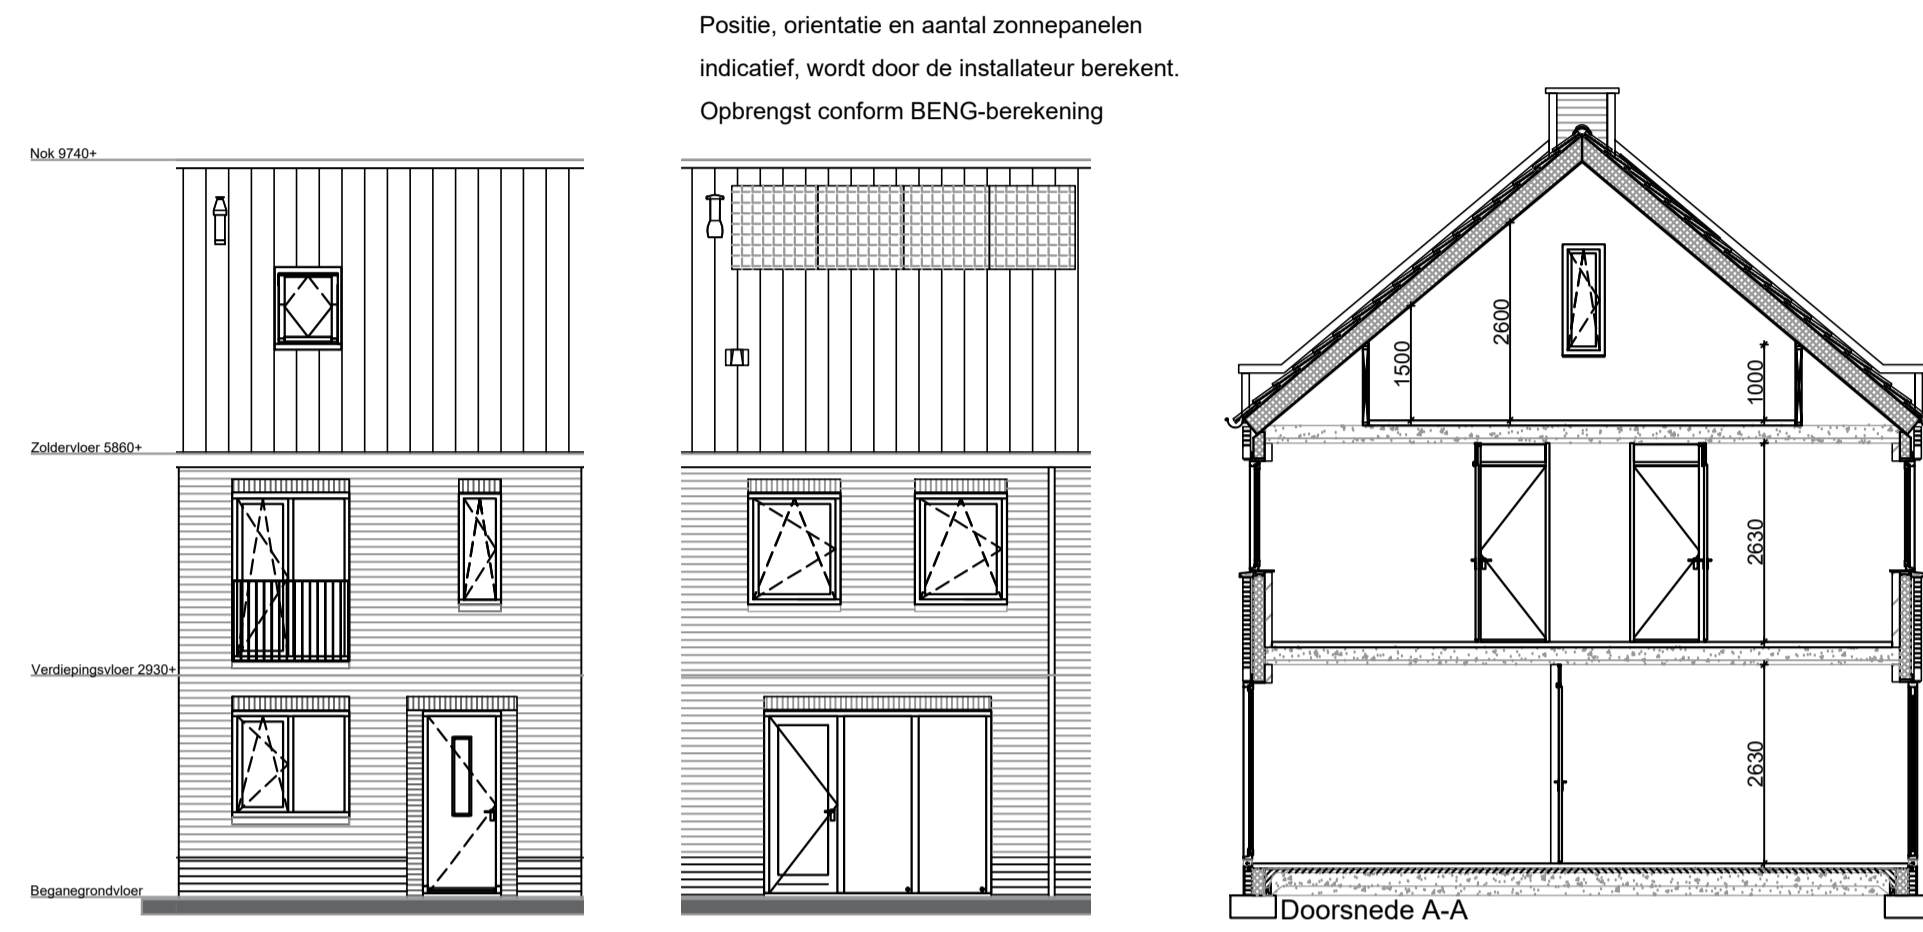 Positie, orientatie en aantal zonnepanelen
indicatief, wordt door de installateur berekent.
Opbrengst conform BENG-berekening
Nok 9740+
Zoldervloer 5860+
Verdiepingsvloer 2930+
Beganegrondvloer
1500
2600
1000
2630
2630
Doorsnede A-A